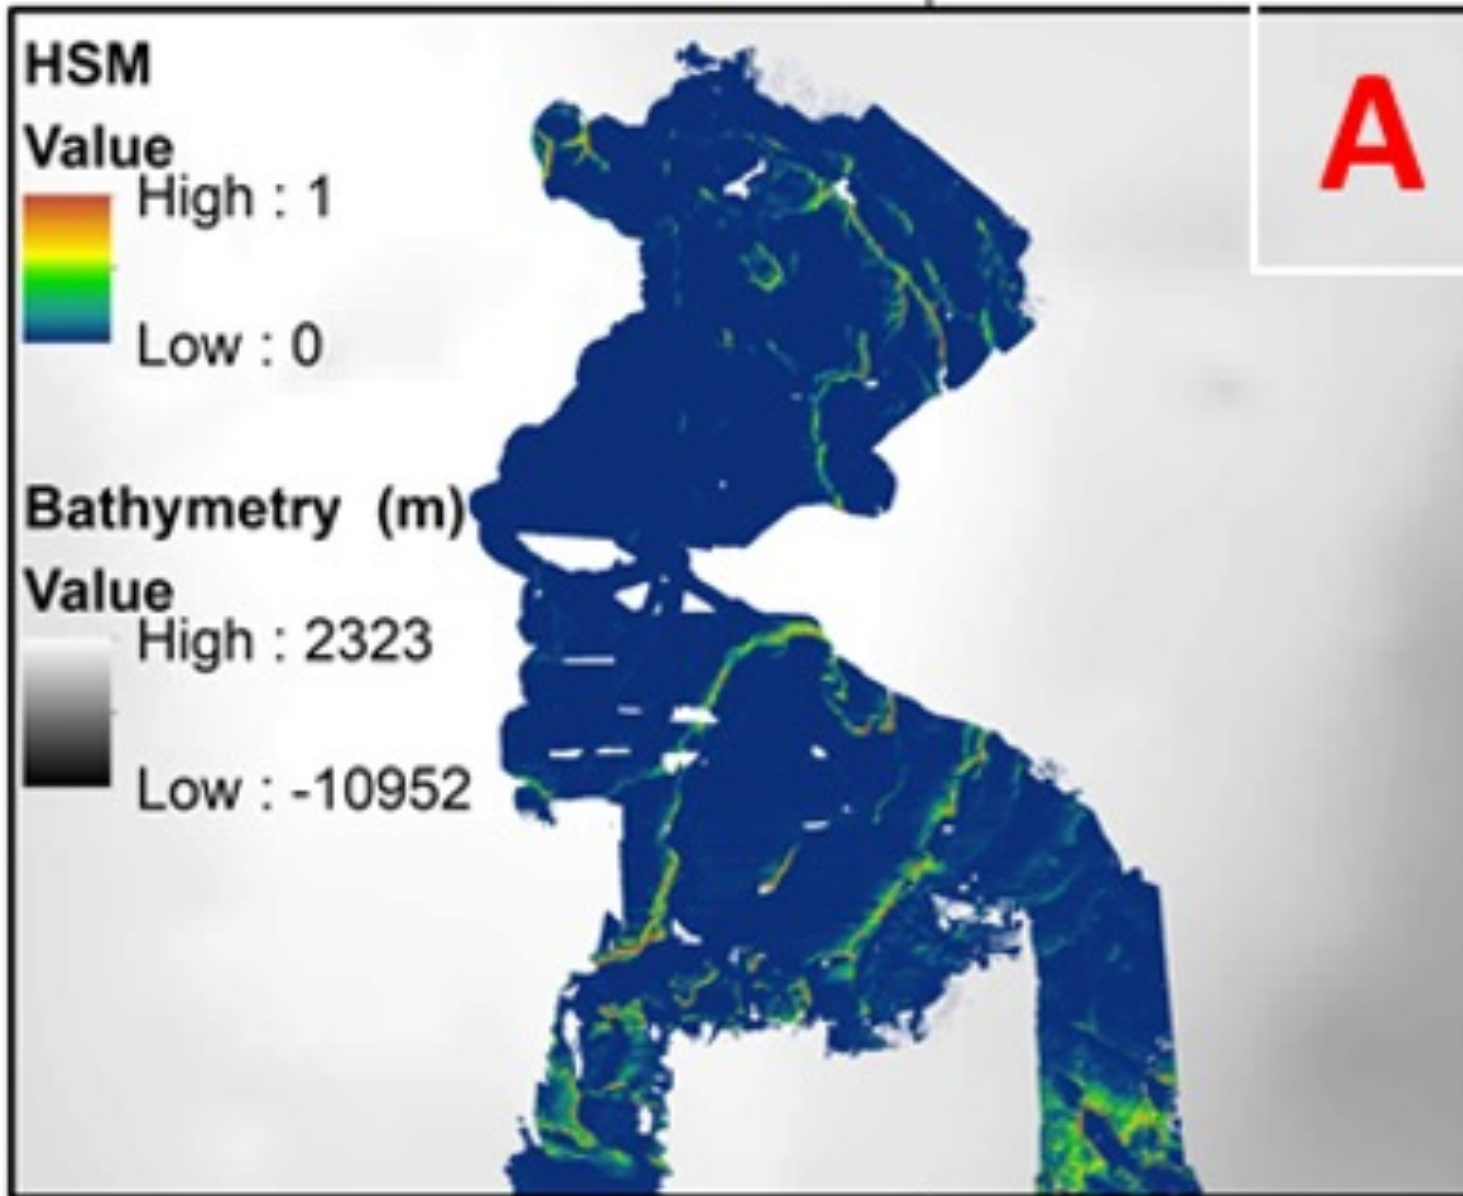 HSM
Value
High : 1
Low : 0
Bathymetry (m)
Value
High : 2323
Low : -10952
A